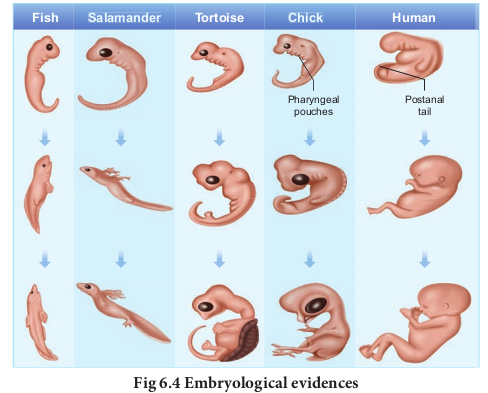 Fish Salamander Tortoise Chick Human
Pharyngeal
pouches
Postanal
tail
Fig 6.4 Embryological evidences